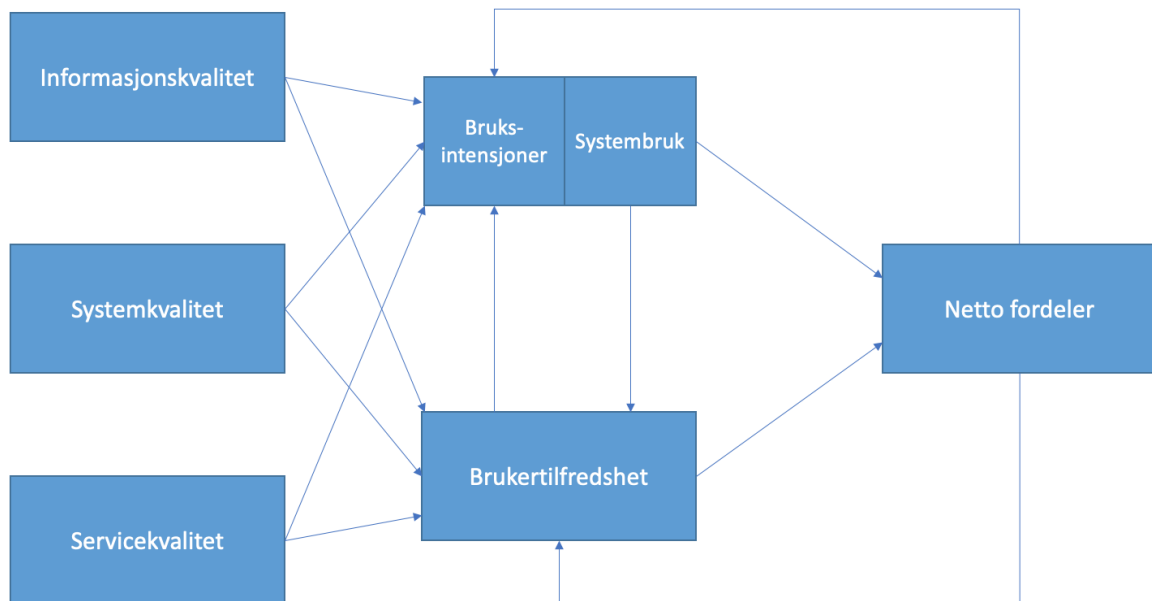 Informasjonskvalitet
Bruks-
intensjoner
Systembruk
Systemkvalitet
Netto fordeler
Brukertilfredshet
Servicekvalitet